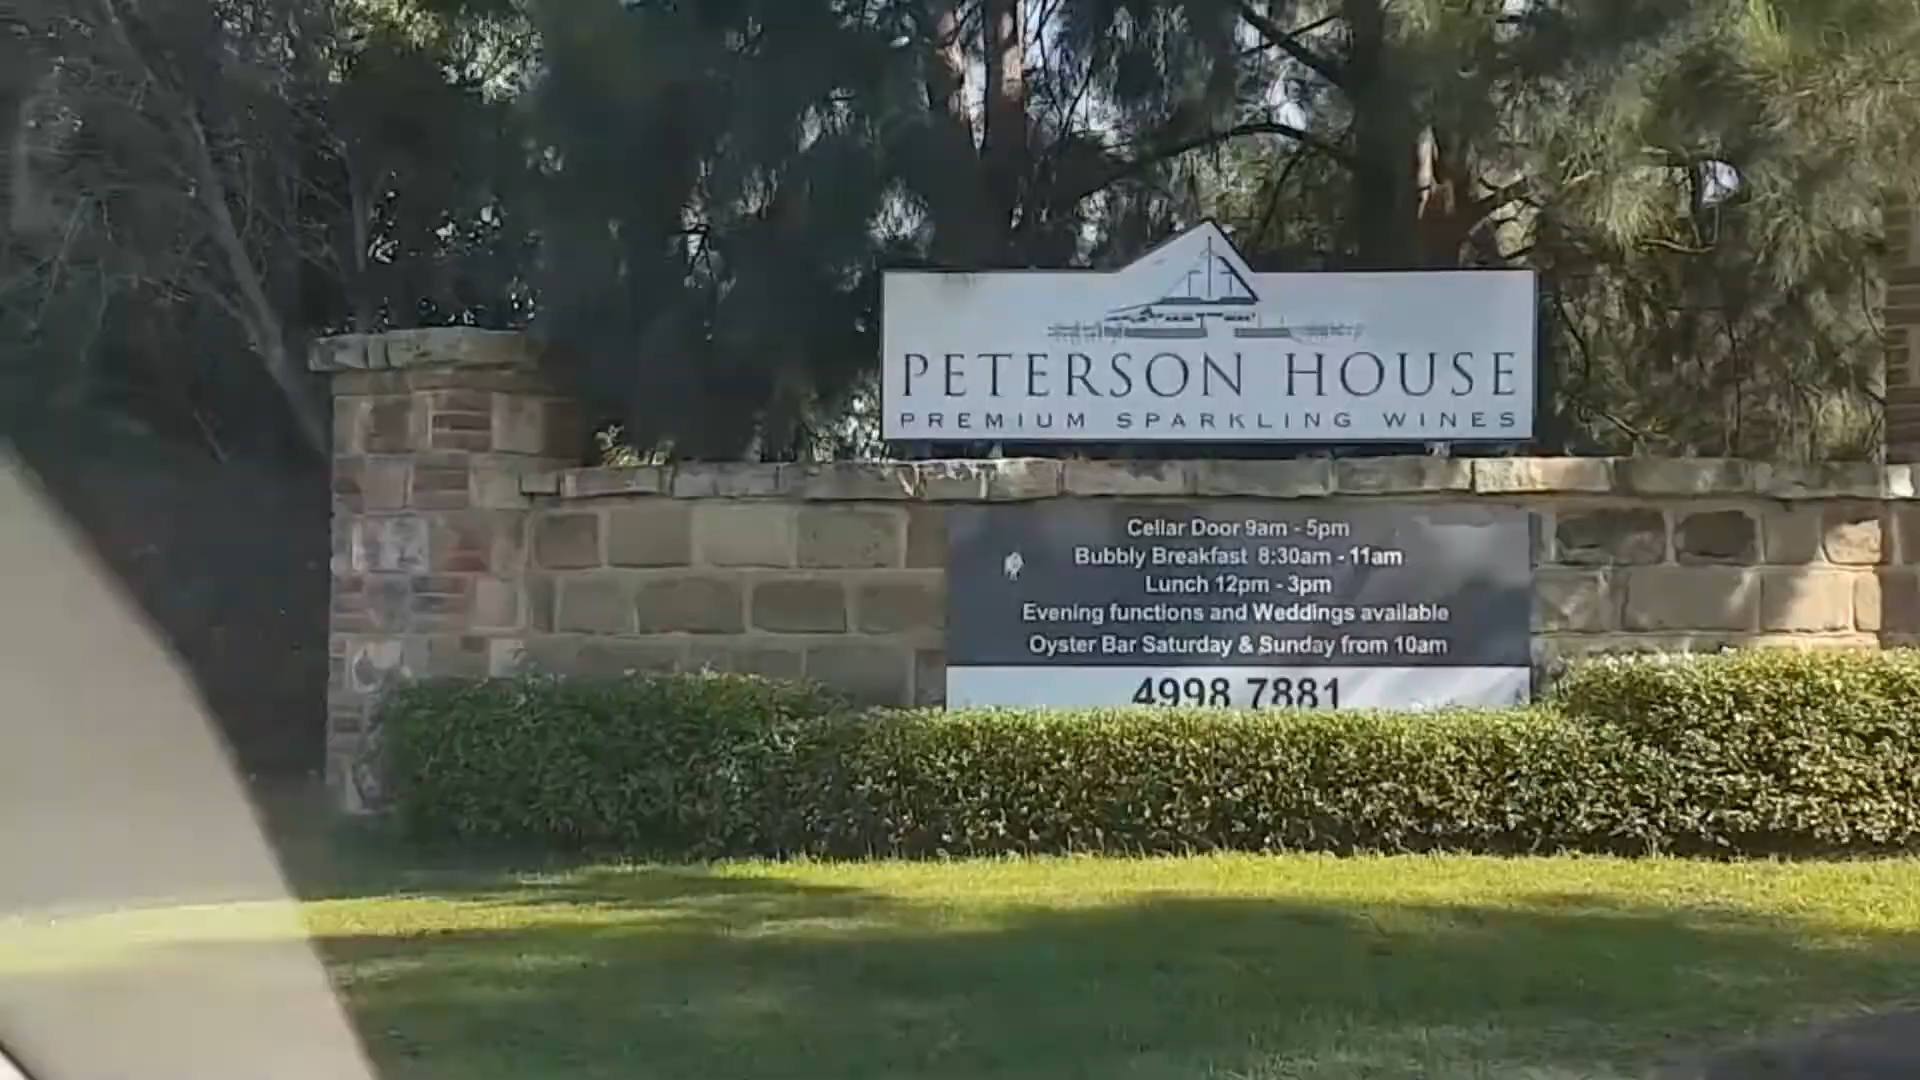 PETERSON HOUSE
PREMIUM SPARKLING WINES
Cellar Door 9am - 5pm
Bubbly Breakfast 8:30am - 11am
Lunch 12pm - 3pm
Evening functions and Weddings available
Oyster Bar Saturday & Sunday from 10am
4998 7881